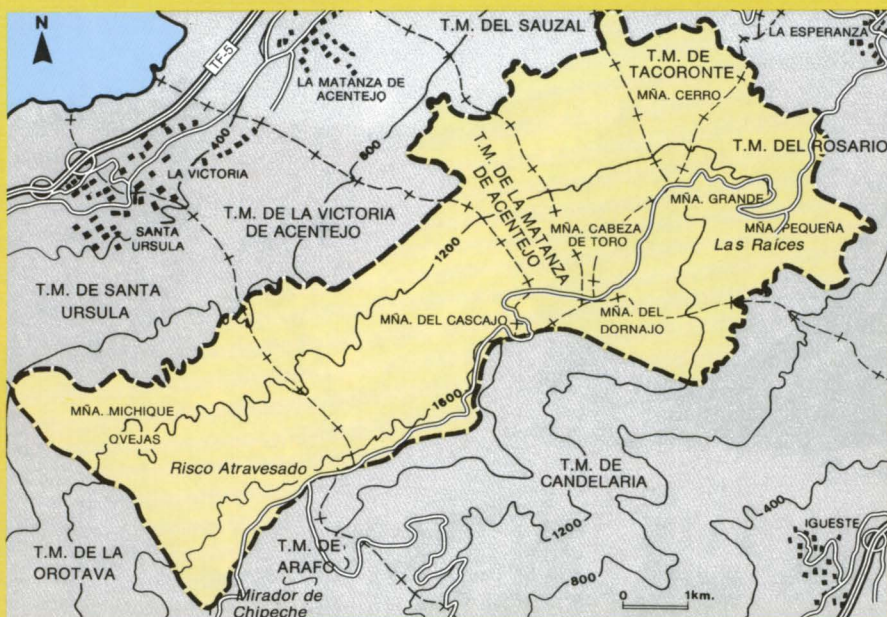 N
TF-5
T.M. DEL SAUZAL
LA ESPERANZA
LA MATANZA DE
ACENTEJO
T.M. DE
TACORONTE
MÑA. CERRO
400
800
T.M. DEL ROSARIO
LA VICTORIA
T.M. DE LA MATANZA
DE ACENTEJO
SANTA
URSULA
T.M. DE LA VICTORIA
DE ACENTEJO
1200
MÑA. CABEZA
DE TORO
MÑA. GRANDE
MÑA. PEQUEÑA
Las Raíces
T.M. DE SANTA
URSULA
MÑA. DEL CASCAJO
MÑA. DEL
DORNAJO
MÑA. MICHIQUE
OVEJAS
1600
Risco Atravesado
T.M. DE
CANDELARIA
400
IGUESTE
1200
800
T.M. DE LA
OROTAVA
T.M. DE
ARAFO
Mirador de
Chipeche
0 1km.